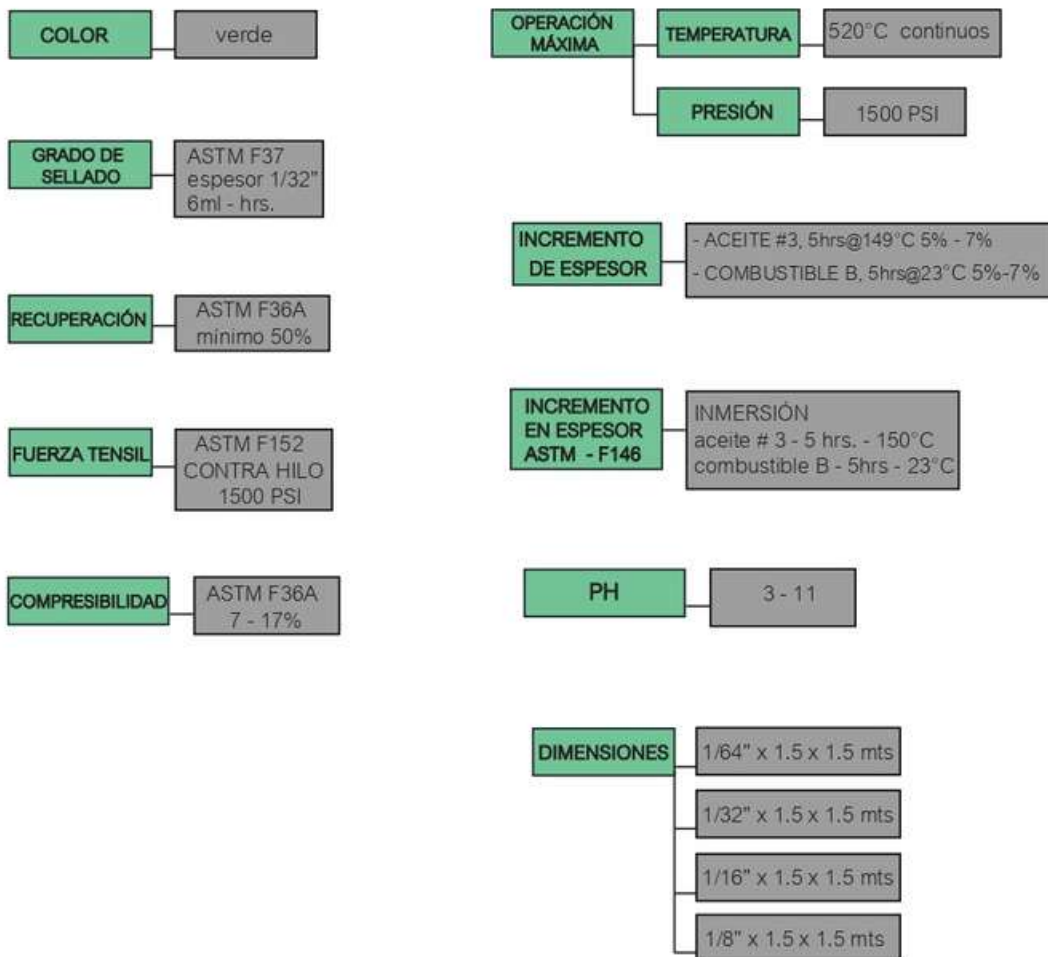 COLOR
verde
GRADO DE
SELLADO
ASTM F37
espesor 1/32"
6ml - hrs.
RECUPERACIÓN
ASTM F36A
mínimo 50%
FUERZA TENSIL
ASTM F152
CONTRA HILO
1500 PSI
COMPRESIBILIDAD
ASTM F36A
7 - 17%
OPERACIÓN
MÁXIMA
TEMPERATURA
520°C continuos
PRESIÓN
1500 PSI
INCREMENTO
DE ESPESOR
- ACEITE #3, 5hrs@149°C 5% - 7%
- COMBUSTIBLE B, 5hrs@23°C 5%-7%
INCREMENTO
EN ESPESOR
ASTM - F146
INMERSIÓN
aceite # 3 - 5 hrs. - 150°C
combustible B - 5hrs - 23°C
PH
3 - 11
DIMENSIONES
1/64" x 1.5 x 1.5 mts
1/32" x 1.5 x 1.5 mts
1/16" x 1.5 x 1.5 mts
1/8" x 1.5 x 1.5 mts